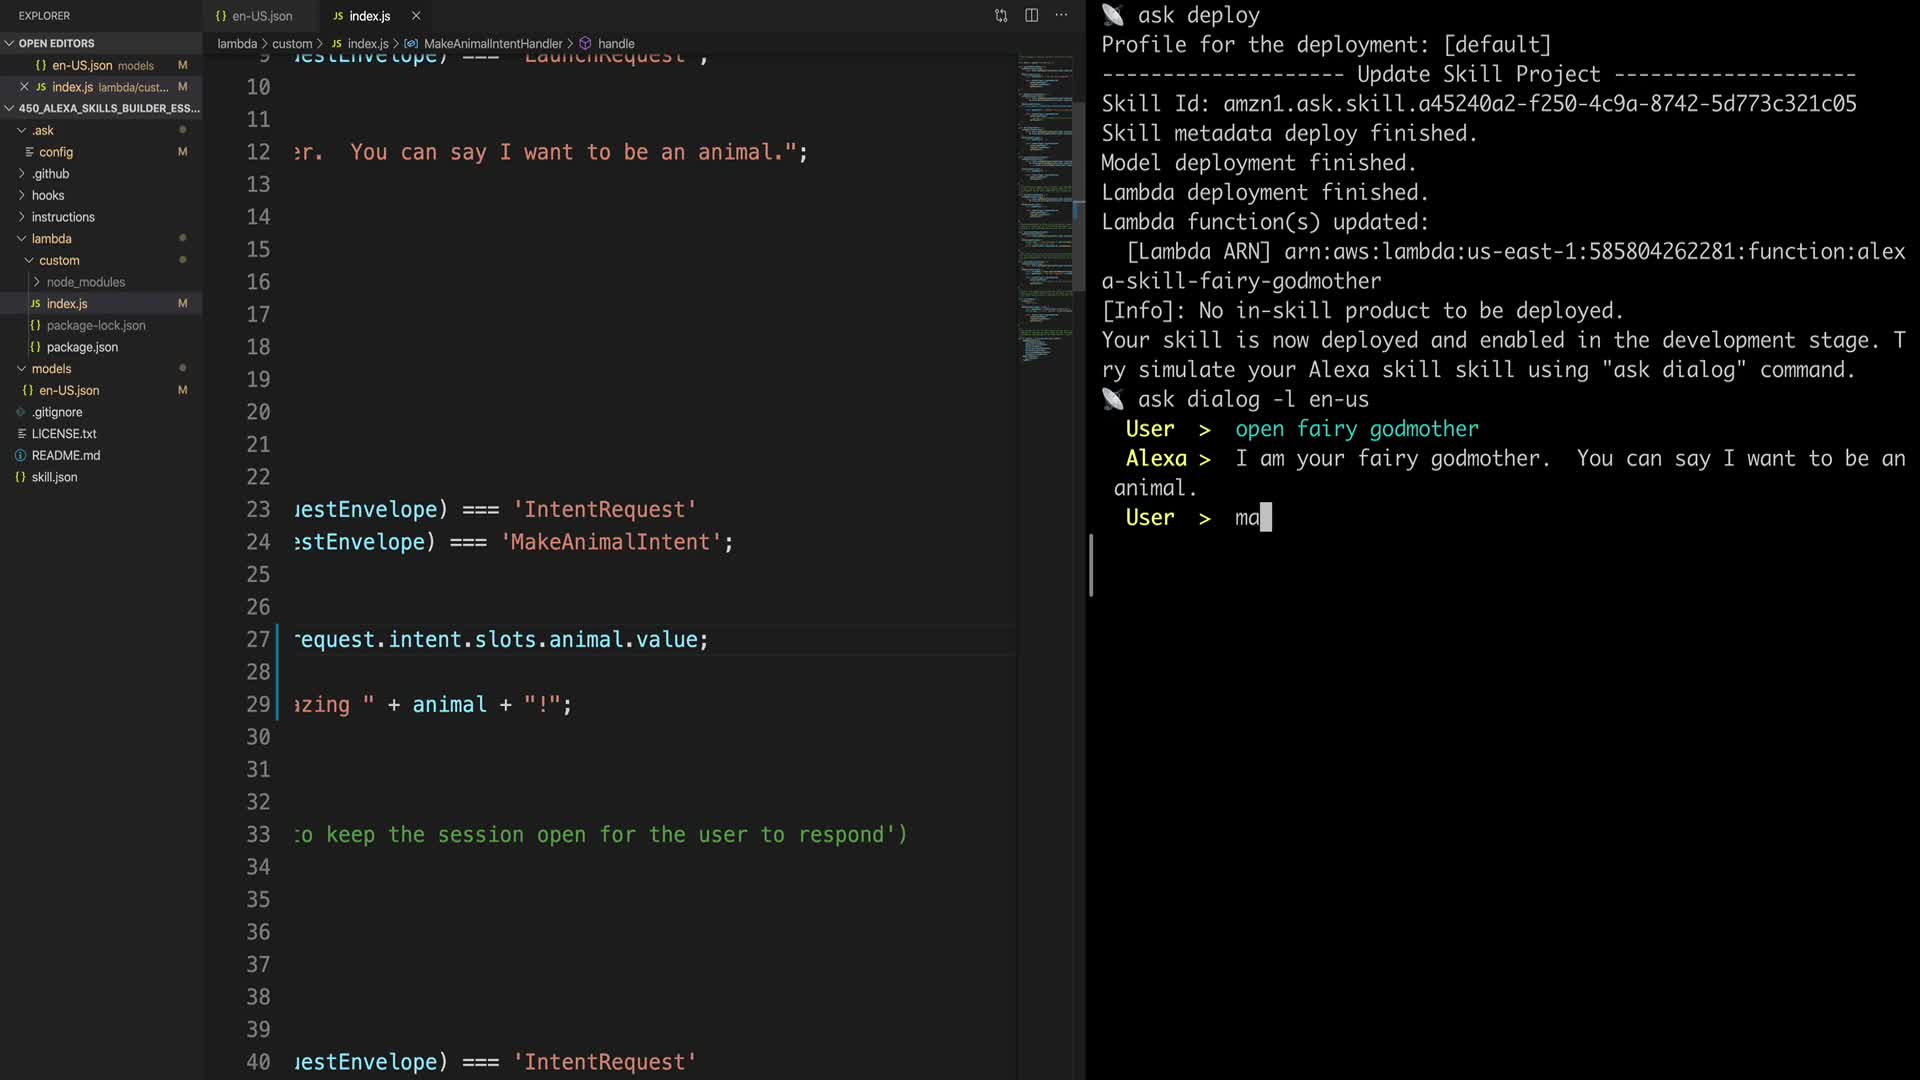 EXPLORER
OPEN EDITORS
{} en-US.json models M
JS index.js lambda/cust... M
450_ALEXA_SKILLS_BUILDER_ESS...
.ask
config M
.github
hooks
instructions
lambda
custom
node_modules
JS index.js M
{} package-lock.json
{} package.json
models
{} en-US.json M
.gitignore
LICENSE.txt
README.md
{} skill.json
{} en-US.json JS index.js
lambda > custom > JS index.js > MakeAnimalIntentHandler > handle
9 uestEnvelope) === 'LaunchRequest';
10
11
12 er.  You can say I want to be an animal.";
13
14
15
16
17
18
19
20
21
22
23 uestEnvelope) === 'IntentRequest'
24 estEnvelope) === 'MakeAnimalIntent';
25
26
27 request.intent.slots.animal.value;
28
29 azing " + animal + "!";
30
31
32
33 to keep the session open for the user to respond')
34
35
36
37
38
39
40 uestEnvelope) === 'IntentRequest'
ask deploy
Profile for the deployment: [default]
-------------------- Update Skill Project --------------------
Skill Id: amzn1.ask.skill.a45240a2-f250-4c9a-8742-5d773c321c05
Skill metadata deploy finished.
Model deployment finished.
Lambda deployment finished.
Lambda function(s) updated:
[Lambda ARN] arn:aws:lambda:us-east-1:585804262281:function:alex
a-skill-fairy-godmother
[Info]: No in-skill product to be deployed.
Your skill is now deployed and enabled in the development stage. T
ry simulate your Alexa skill skill using "ask dialog" command.
ask dialog -l en-us
User > open fairy godmother
Alexa > I am your fairy godmother.  You can say I want to be an
animal.
User > ma